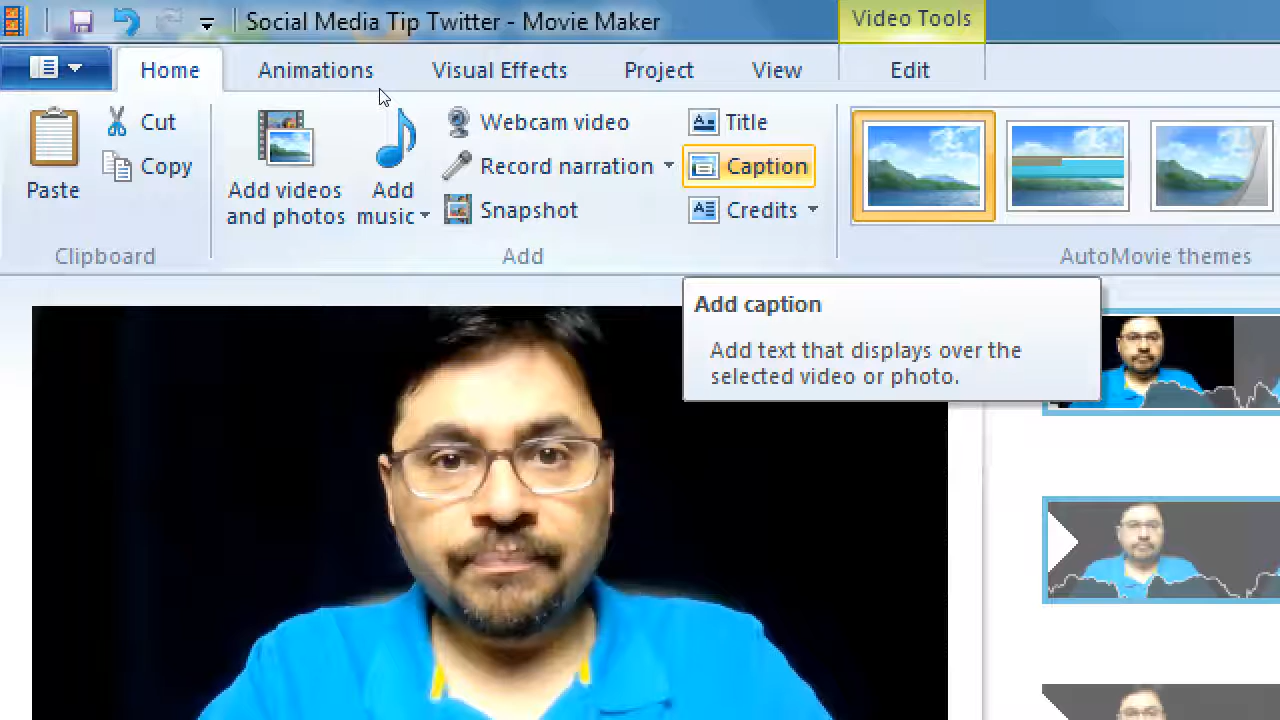 Social Media Tip Twitter - Movie Maker
Video Tools
Home
Animations
Visual Effects
Project
View
Edit
Paste
Cut
Copy
Clipboard
Add videos
and photos
Add
music
Webcam video
Record narration
Snapshot
Title
Caption
Credits
Add
AutoMovie themes
Add caption
Add text that displays over the
selected video or photo.